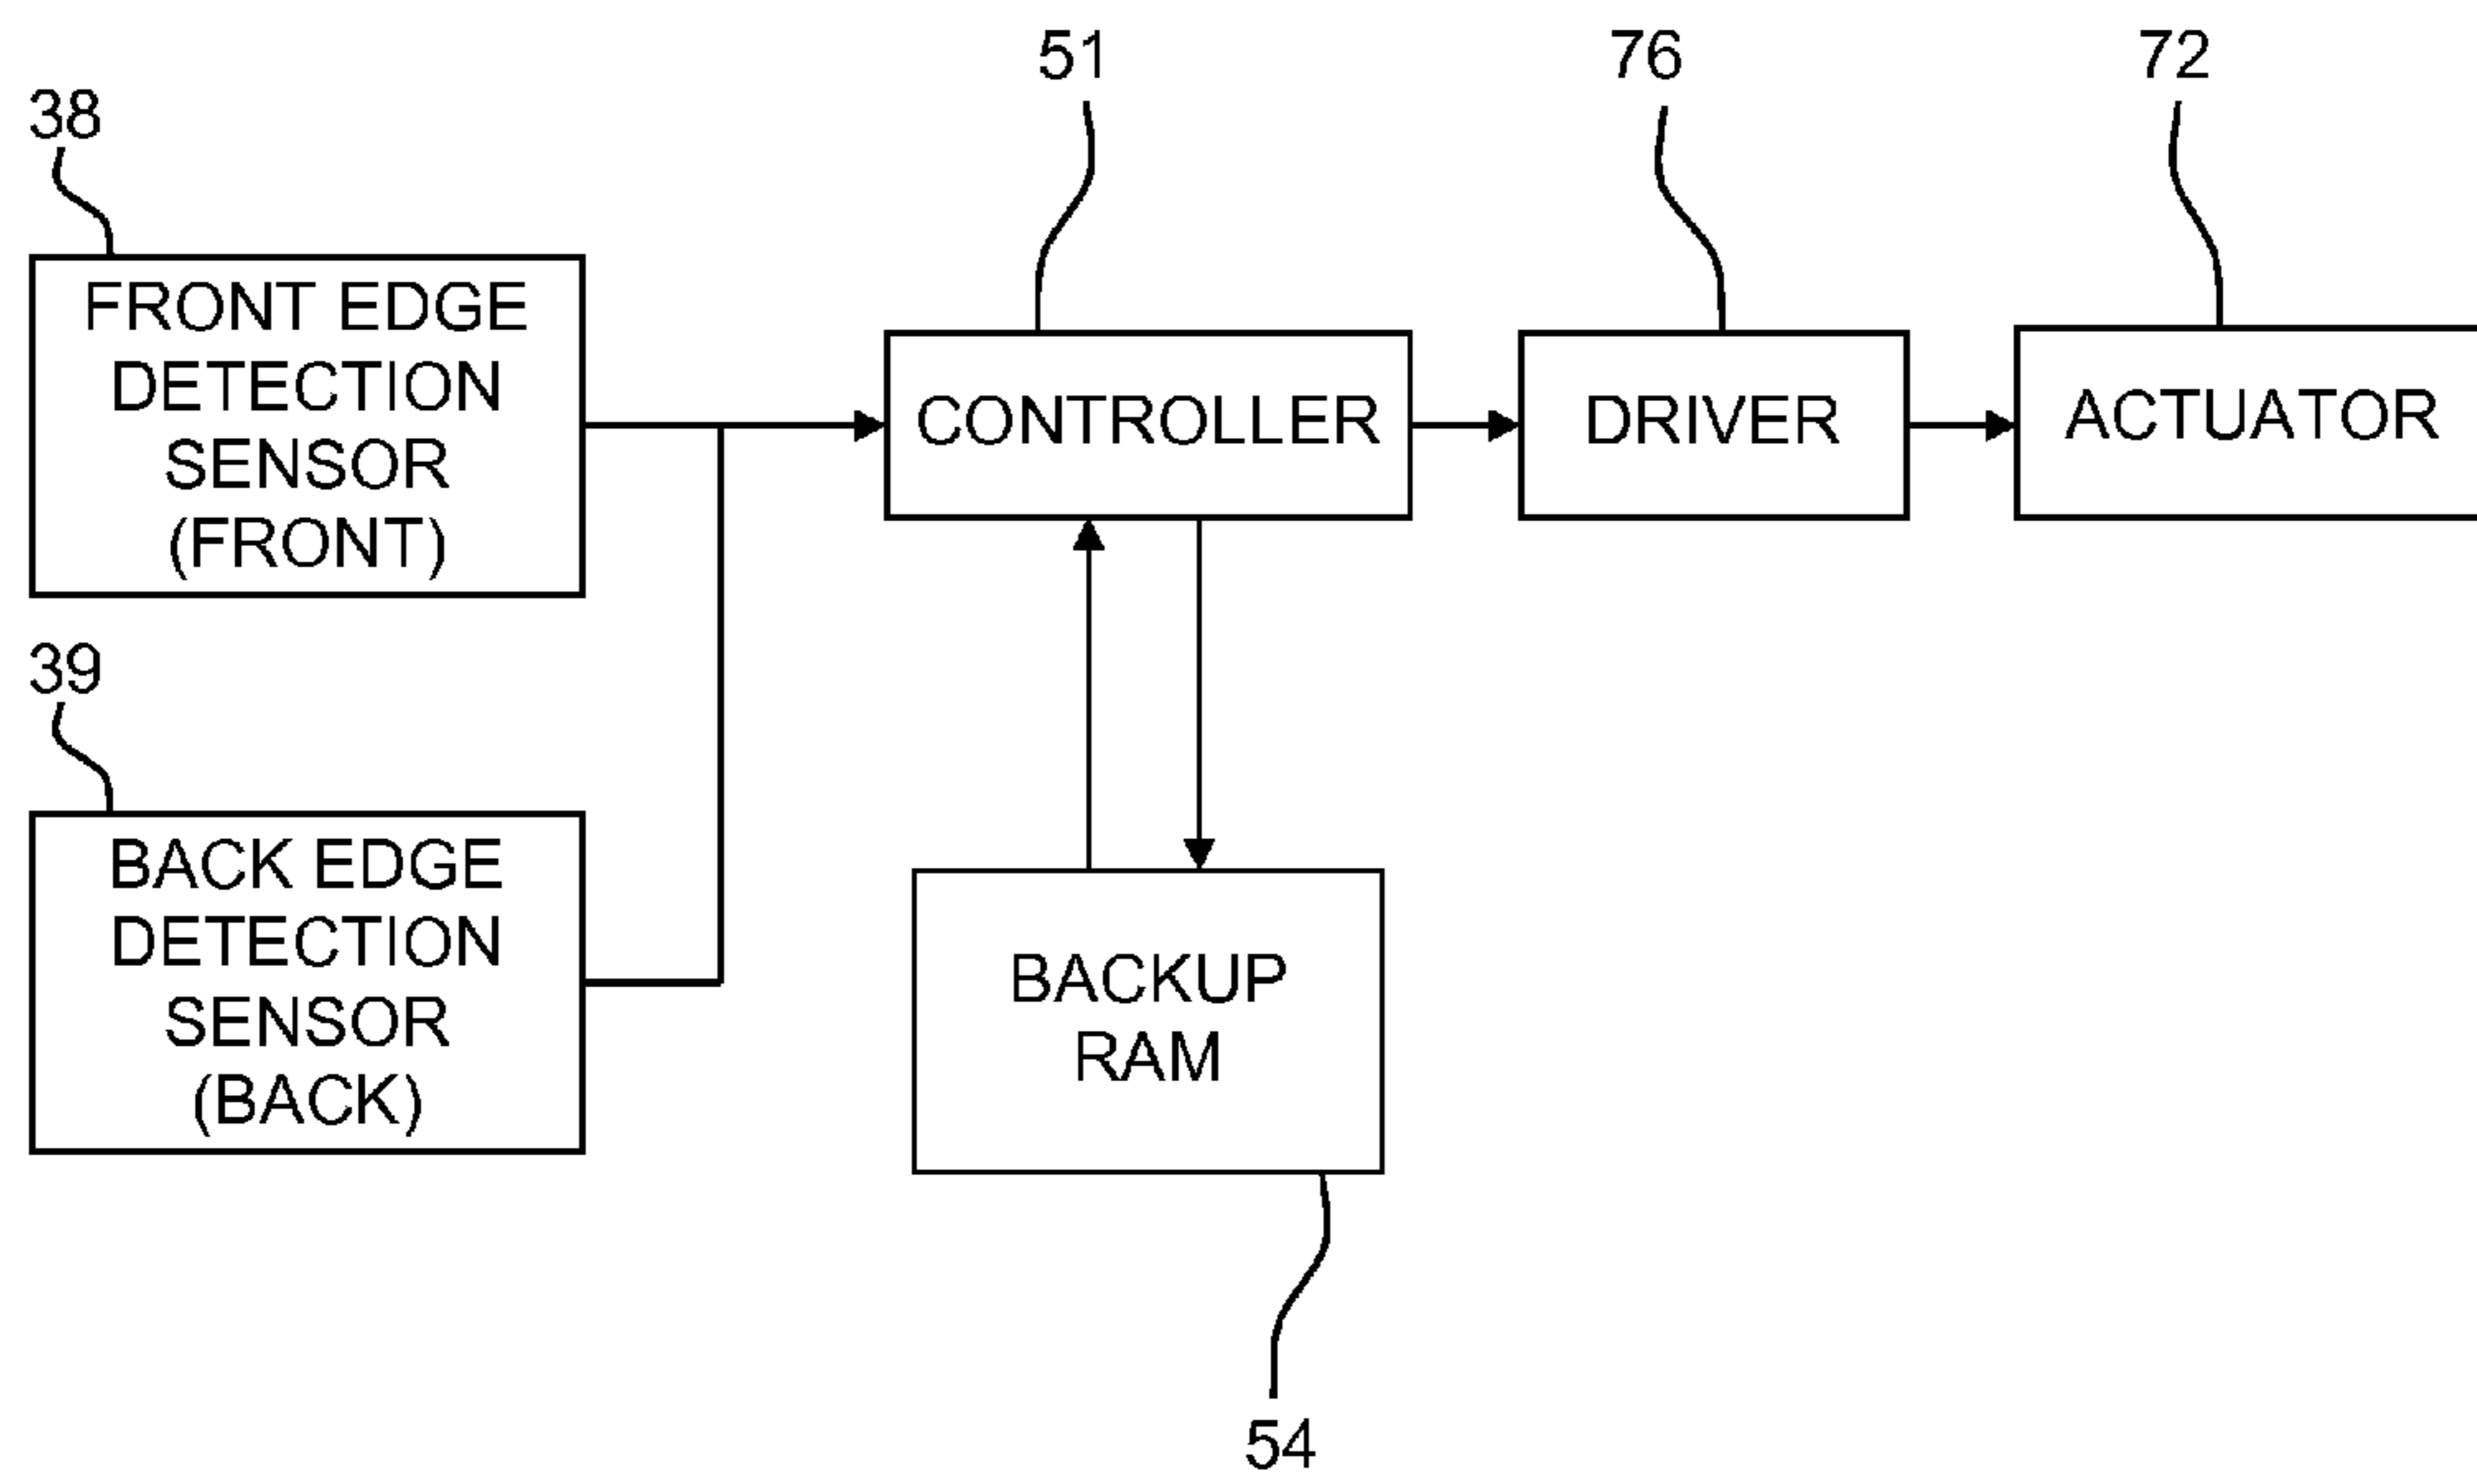 51
76
72
38
FRONT EDGE
DETECTION
SENSOR
(FRONT)
CONTROLLER
DRIVER
ACTUATOR
39
BACK EDGE
DETECTION
SENSOR
(BACK)
BACKUP
RAM
54